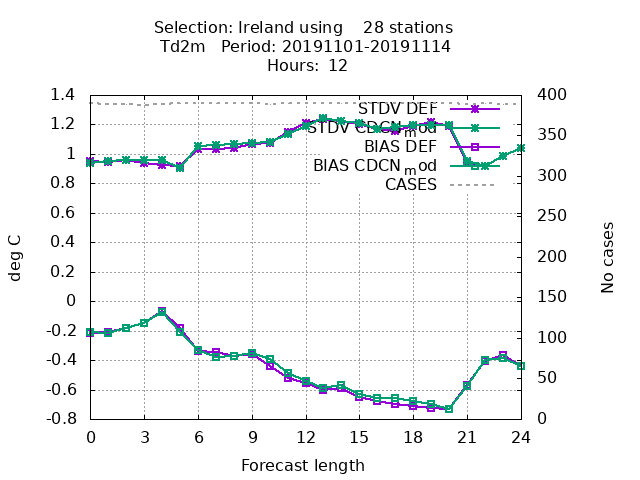 Selection: Ireland using    28 stations
Td2m   Period: 20191101-20191114
Hours: 12
deg C
1.4
1.2
1
0.8
0.6
0.4
0.2
0
-0.2
-0.4
-0.6
-0.8
STDV DEF
STDV CDCN_mod
BIAS DEF
BIAS CDCN_mod
CASES
400
350
300
250
200
150
100
50
0
No cases
0 3 6 9 12 15 18 21 24
Forecast length